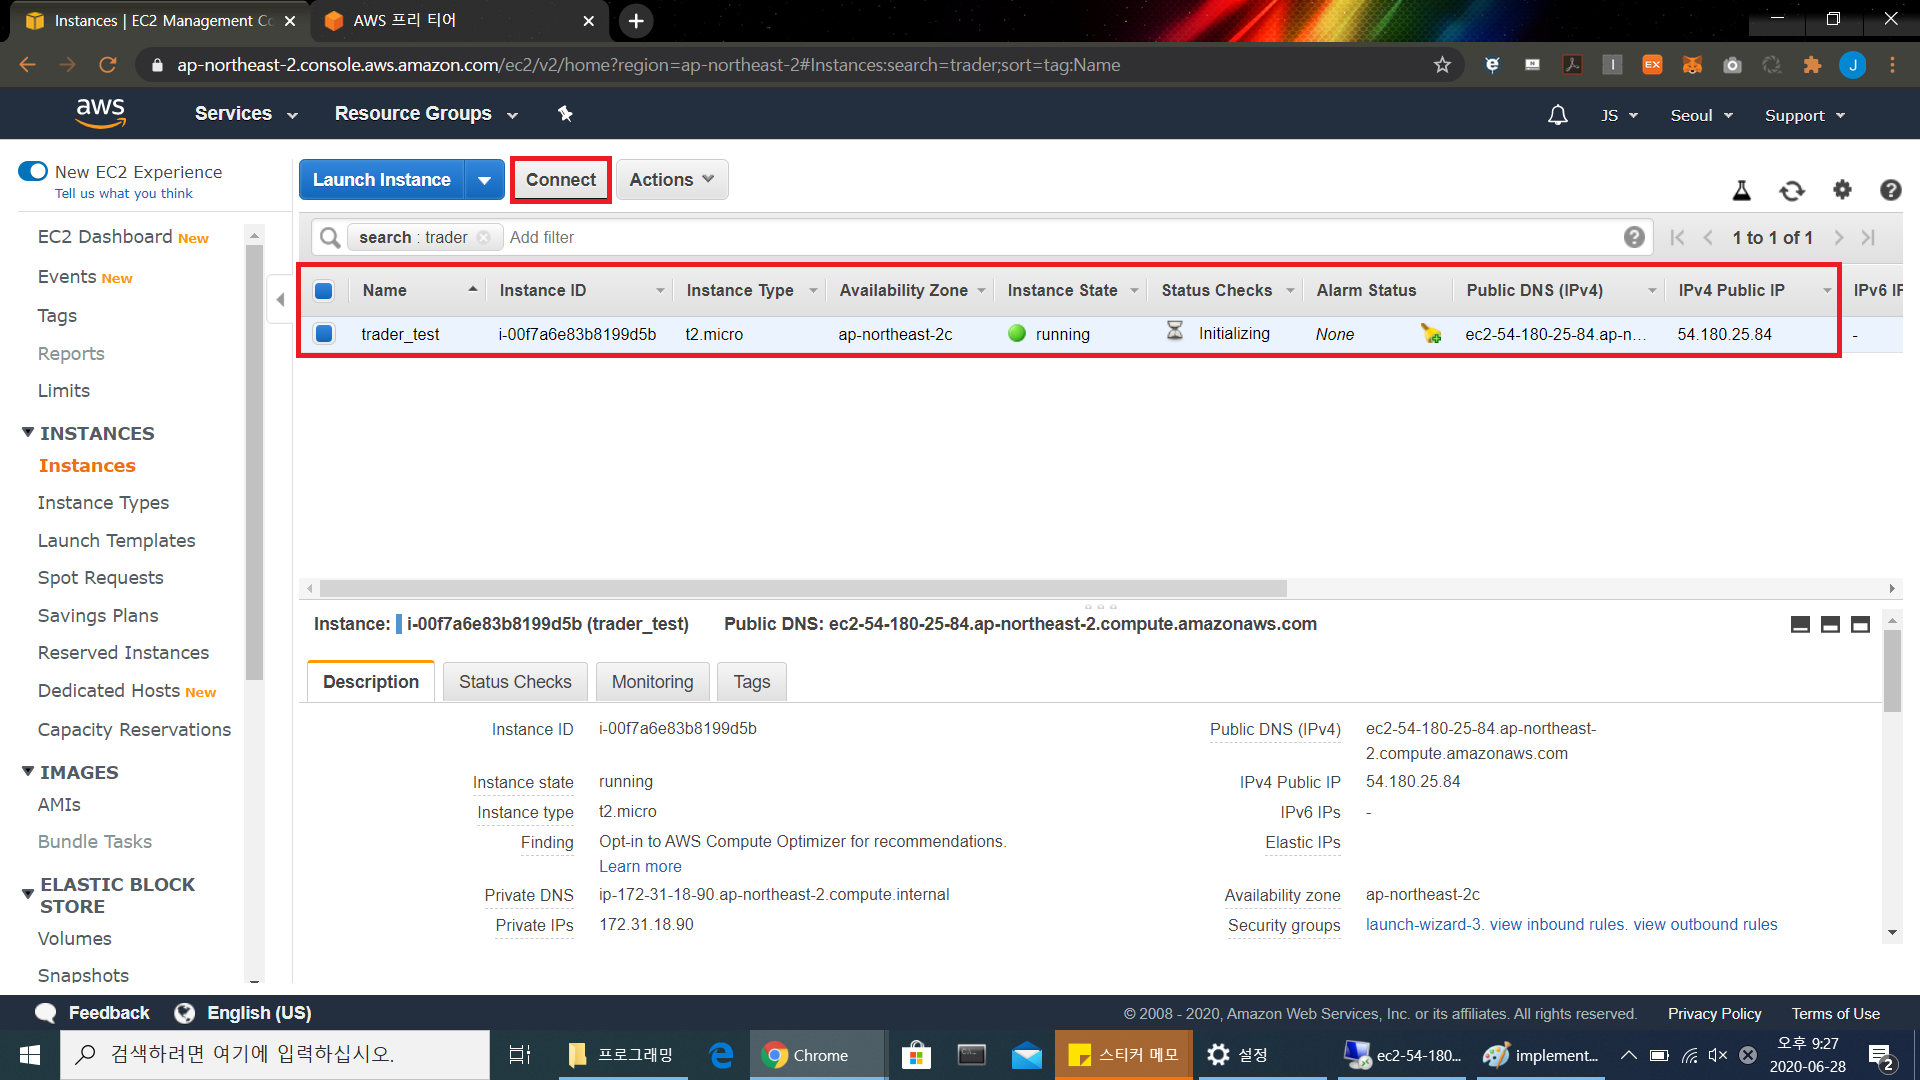 Instances | EC2 Management Co
AWS 프리 티어
ap-northeast-2.console.aws.amazon.com/ec2/v2/home?region=ap-northeast-2#Instances:search=trader;sort=tag:Name
aws
Services
Resource Groups
JS
Seoul
Support
New EC2 Experience
Tell us what you think
EC2 Dashboard New
Events New
Tags
Reports
Limits
INSTANCES
Instances
Instance Types
Launch Templates
Spot Requests
Savings Plans
Reserved Instances
Dedicated Hosts New
Capacity Reservations
IMAGES
AMIs
Bundle Tasks
ELASTIC BLOCK
STORE
Volumes
Snapshots
Launch Instance
Connect
Actions
search : trader
Add filter
1 to 1 of 1
Name Instance ID Instance Type Availability Zone Instance State Status Checks Alarm Status Public DNS (IPv4) IPv4 Public IP IPv6 IP
trader_test i-00f7a6e83b8199d5b t2.micro ap-northeast-2c running Initializing None ec2-54-180-25-84.ap-n... 54.180.25.84 -
Instance: i-00f7a6e83b8199d5b (trader_test) Public DNS: ec2-54-180-25-84.ap-northeast-2.compute.amazonaws.com
Description
Status Checks
Monitoring
Tags
Instance ID i-00f7a6e83b8199d5b
Instance state running
Instance type t2.micro
Finding Opt-in to AWS Compute Optimizer for recommendations.
Learn more
Private DNS ip-172-31-18-90.ap-northeast-2.compute.internal
Private IPs 172.31.18.90
Public DNS (IPv4) ec2-54-180-25-84.ap-northeast-
2.compute.amazonaws.com
IPv4 Public IP 54.180.25.84
IPv6 IPs -
Elastic IPs
Availability zone ap-northeast-2c
Security groups launch-wizard-3. view inbound rules. view outbound rules
Feedback
English (US)
© 2008 - 2020, Amazon Web Services, Inc. or its affiliates. All rights reserved.
Privacy Policy
Terms of Use
검색하려면 여기에 입력하십시오.
프로그래밍
Chrome
스티커 메모
설정
ec2-54-180...
implement...
오후 9:27
2020-06-28
2